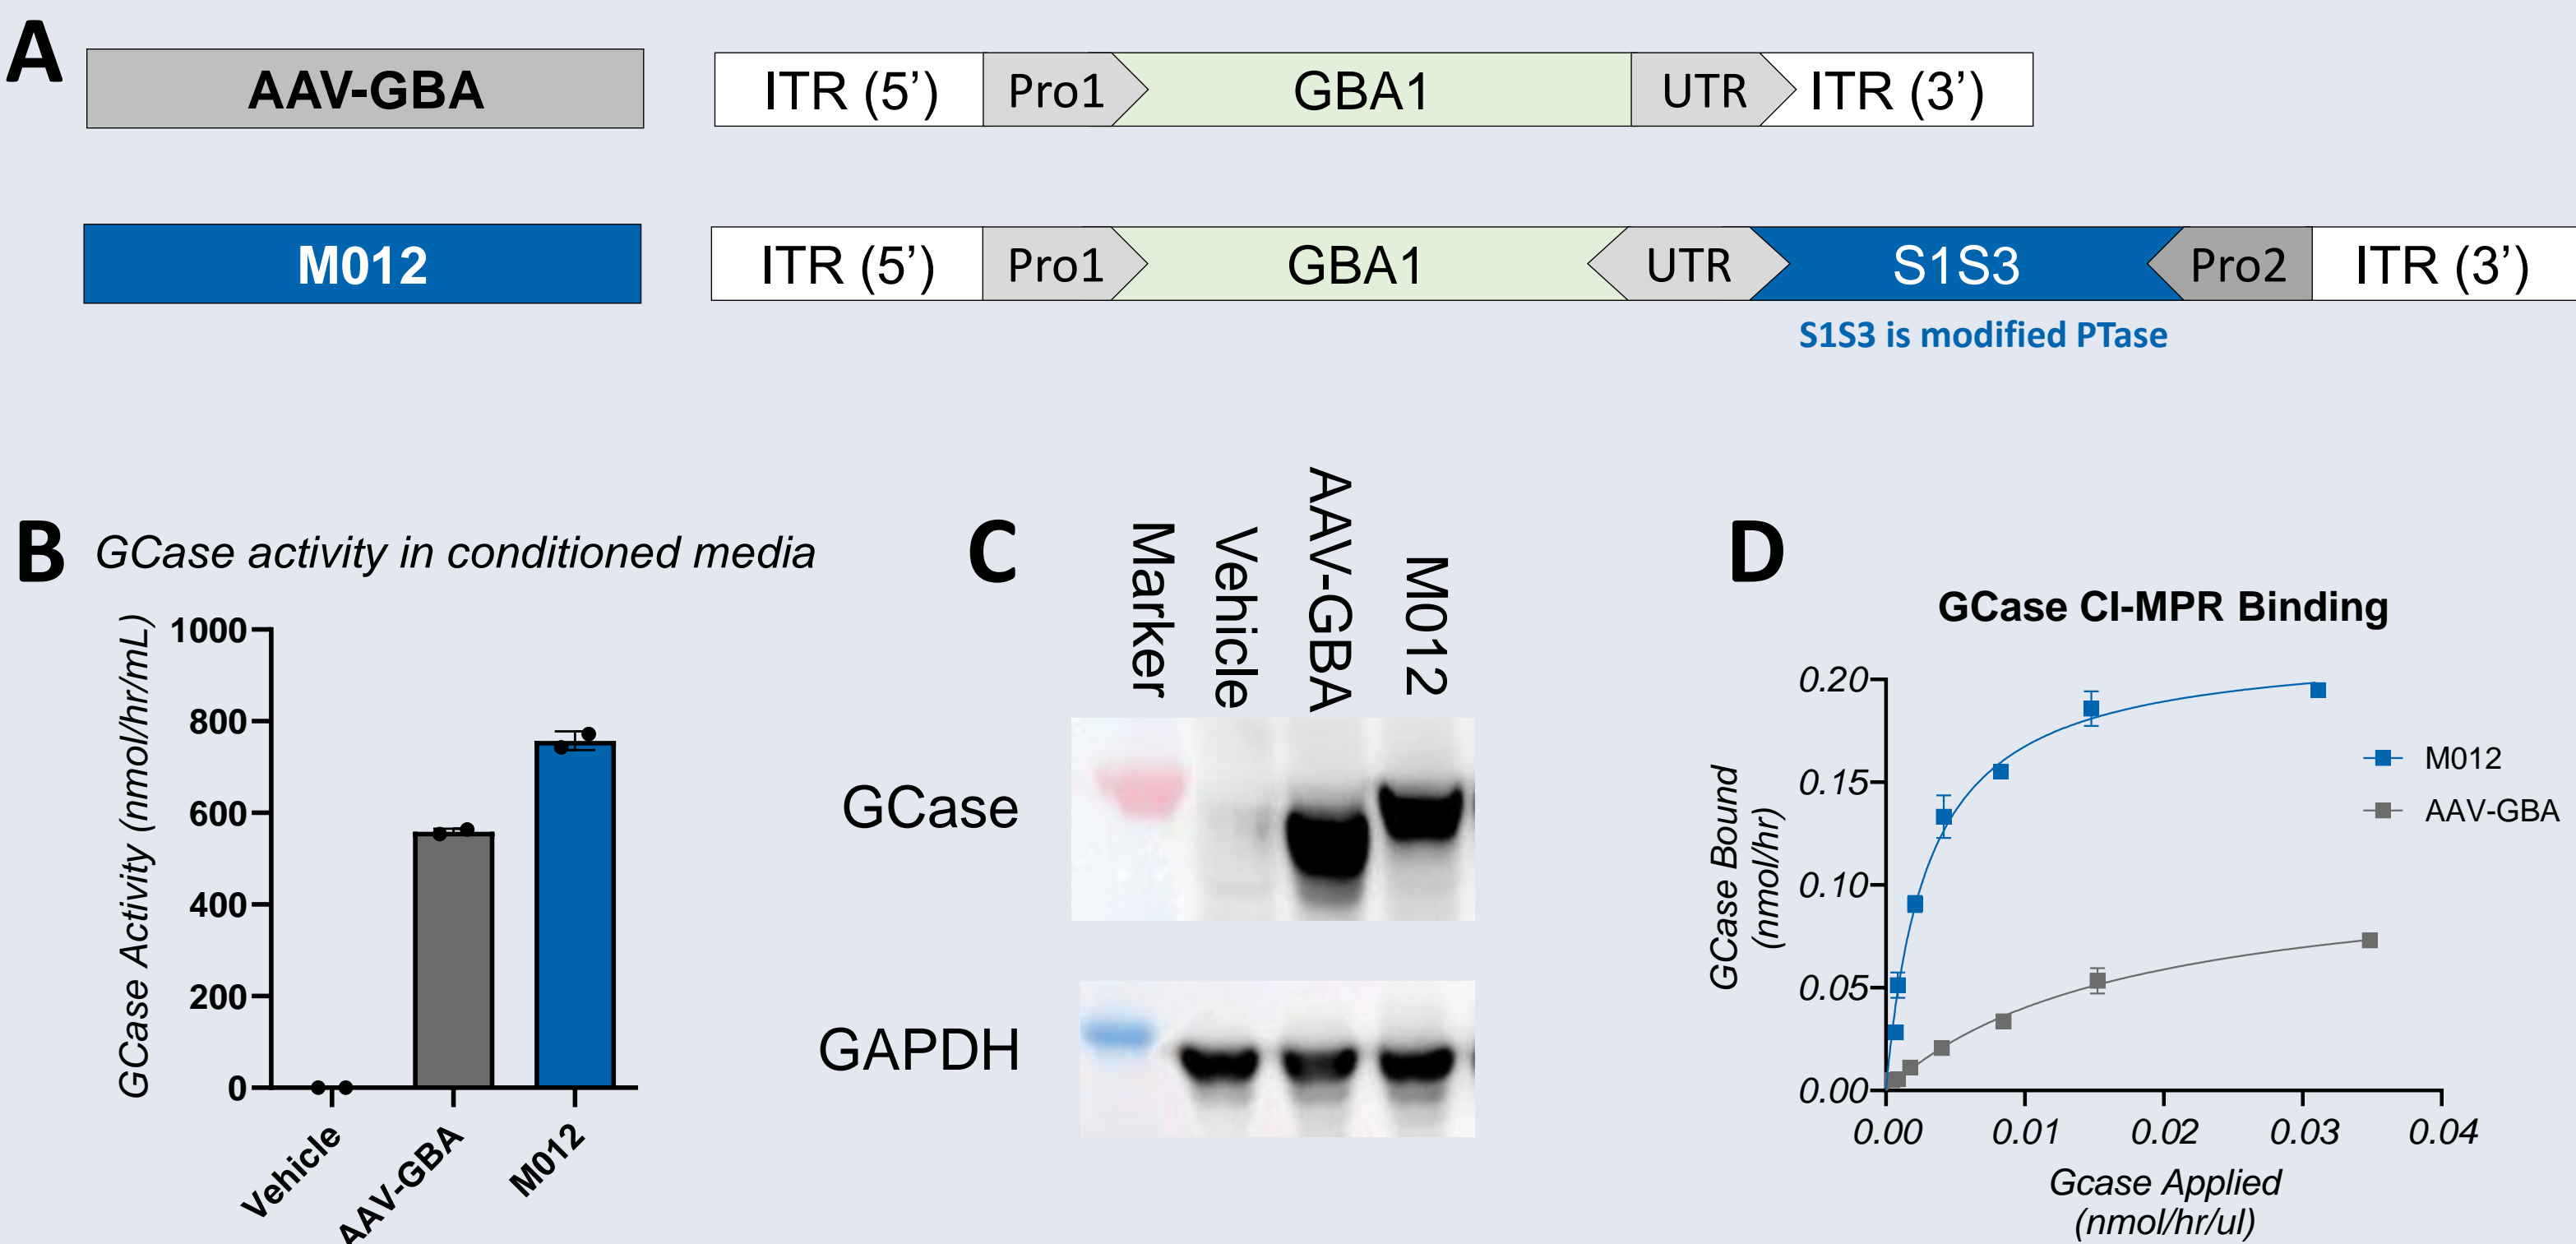 A
AAV-GBA
ITR (5’) Pro1 GBA1 UTR ITR (3’)
M012
ITR (5’) Pro1 GBA1 UTR S1S3 Pro2 ITR (3’)
S1S3 is modified PTase
B
GCase activity in conditioned media
GCase Activity (nmol/hr/mL)
1000
800
600
400
200
0
Vehicle
AAV-GBA
M012
C
Marker
Vehicle
AAV-GBA
M012
GCase
GAPDH
D
GCase CI-MPR Binding
GCase Bound
(nmol/hr)
0.20
0.15
0.10
0.05
0.00
0.00 0.01 0.02 0.03 0.04
Gcase Applied
(nmol/hr/ul)
M012
AAV-GBA